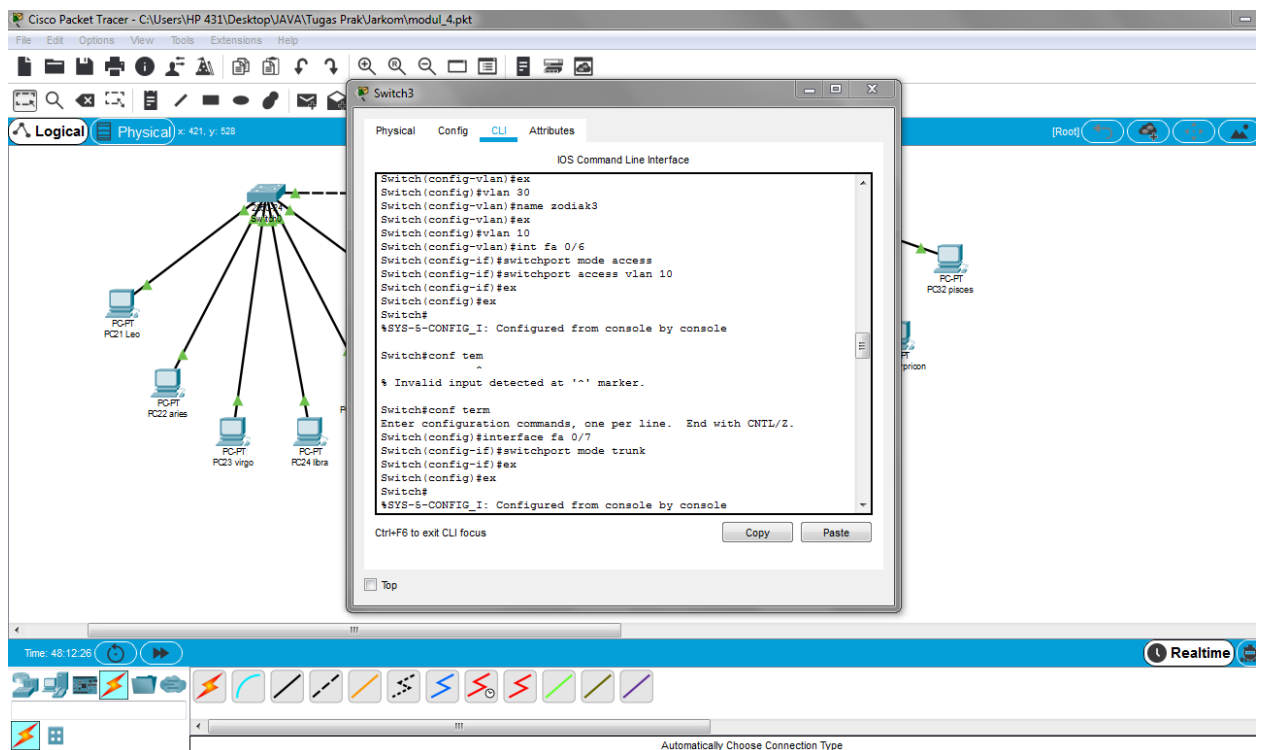 Cisco Packet Tracer - C:\Users\HP 431\Desktop\JAVA\Tugas Prak\Jarkom\modul_4.pkt
File Edit Options View Tools Extensions Help
Logical Physical x: 421, y: 528 [Root]
Switch3
Physical Config CLI Attributes
IOS Command Line Interface
Switch(config-vlan)#ex
Switch(config)#vlan 30
Switch(config-vlan)#name zodiak3
Switch(config-vlan)#ex
Switch(config)#vlan 10
Switch(config-vlan)#int fa 0/6
Switch(config-if)#switchport mode access
Switch(config-if)#switchport access vlan 10
Switch(config-if)#ex
Switch(config)#ex
Switch#
%SYS-5-CONFIG_I: Configured from console by console
Switch#conf tem
^
% Invalid input detected at '^' marker.
Switch#conf term
Enter configuration commands, one per line. End with CNTL/Z.
Switch(config)#interface fa 0/7
Switch(config-if)#switchport mode trunk
Switch(config-if)#ex
Switch(config)#ex
Switch#
%SYS-5-CONFIG_I: Configured from console by console
Ctrl+F6 to exit CLI focus
Copy Paste
Top
PC-PT
PC21 Leo
PC-PT
PC22 aries
PC-PT
PC23 virgo
PC-PT
PC24 libra
PC-PT
PC32 pisces
Time: 48:12:26
Realtime
Automatically Choose Connection Type